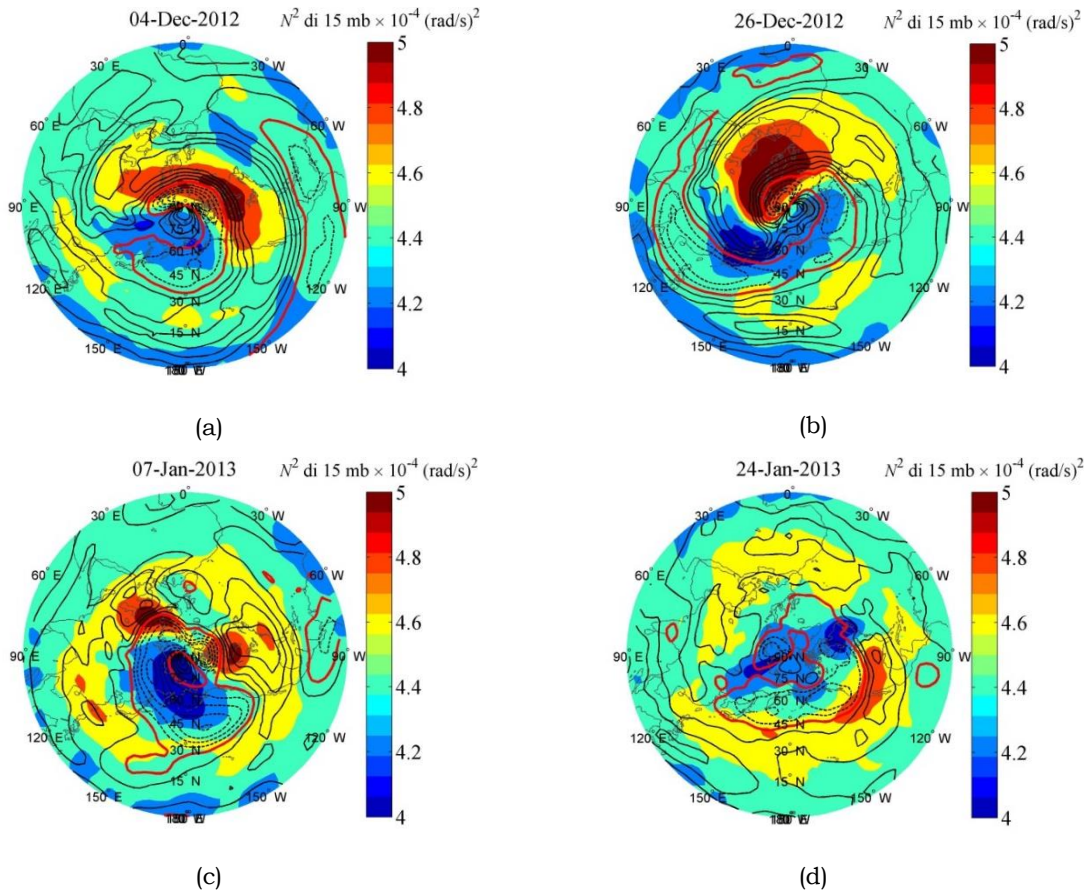 04-Dec-2012
N² di 15 mb × 10⁻⁴ (rad/s)²
0°
30° E
30° W
60° E
60° W
90° E
90° W
120° E
120° W
150° E
150° W
90° N
75° N
60° N
45° N
30° N
15° N
5
4.8
4.6
4.4
4.2
4
(a)
26-Dec-2012
N² di 15 mb × 10⁻⁴ (rad/s)²
0°
30° E
30° W
60° E
60° W
90° E
90° W
120° E
120° W
150° E
150° W
90° N
75° N
60° N
45° N
30° N
15° N
5
4.8
4.6
4.4
4.2
4
(b)
07-Jan-2013
N² di 15 mb × 10⁻⁴ (rad/s)²
0°
30° E
30° W
60° E
60° W
90° E
90° W
120° E
120° W
150° E
150° W
75° N
45° N
30° N
15° N
5
4.8
4.6
4.4
4.2
4
(c)
24-Jan-2013
N² di 15 mb × 10⁻⁴ (rad/s)²
0°
30° E
30° W
60° E
60° W
90° E
90° W
120° E
120° W
150° E
150° W
90° N
75° N
60° N
45° N
30° N
15° N
5
4.8
4.6
4.4
4.2
4
(d)